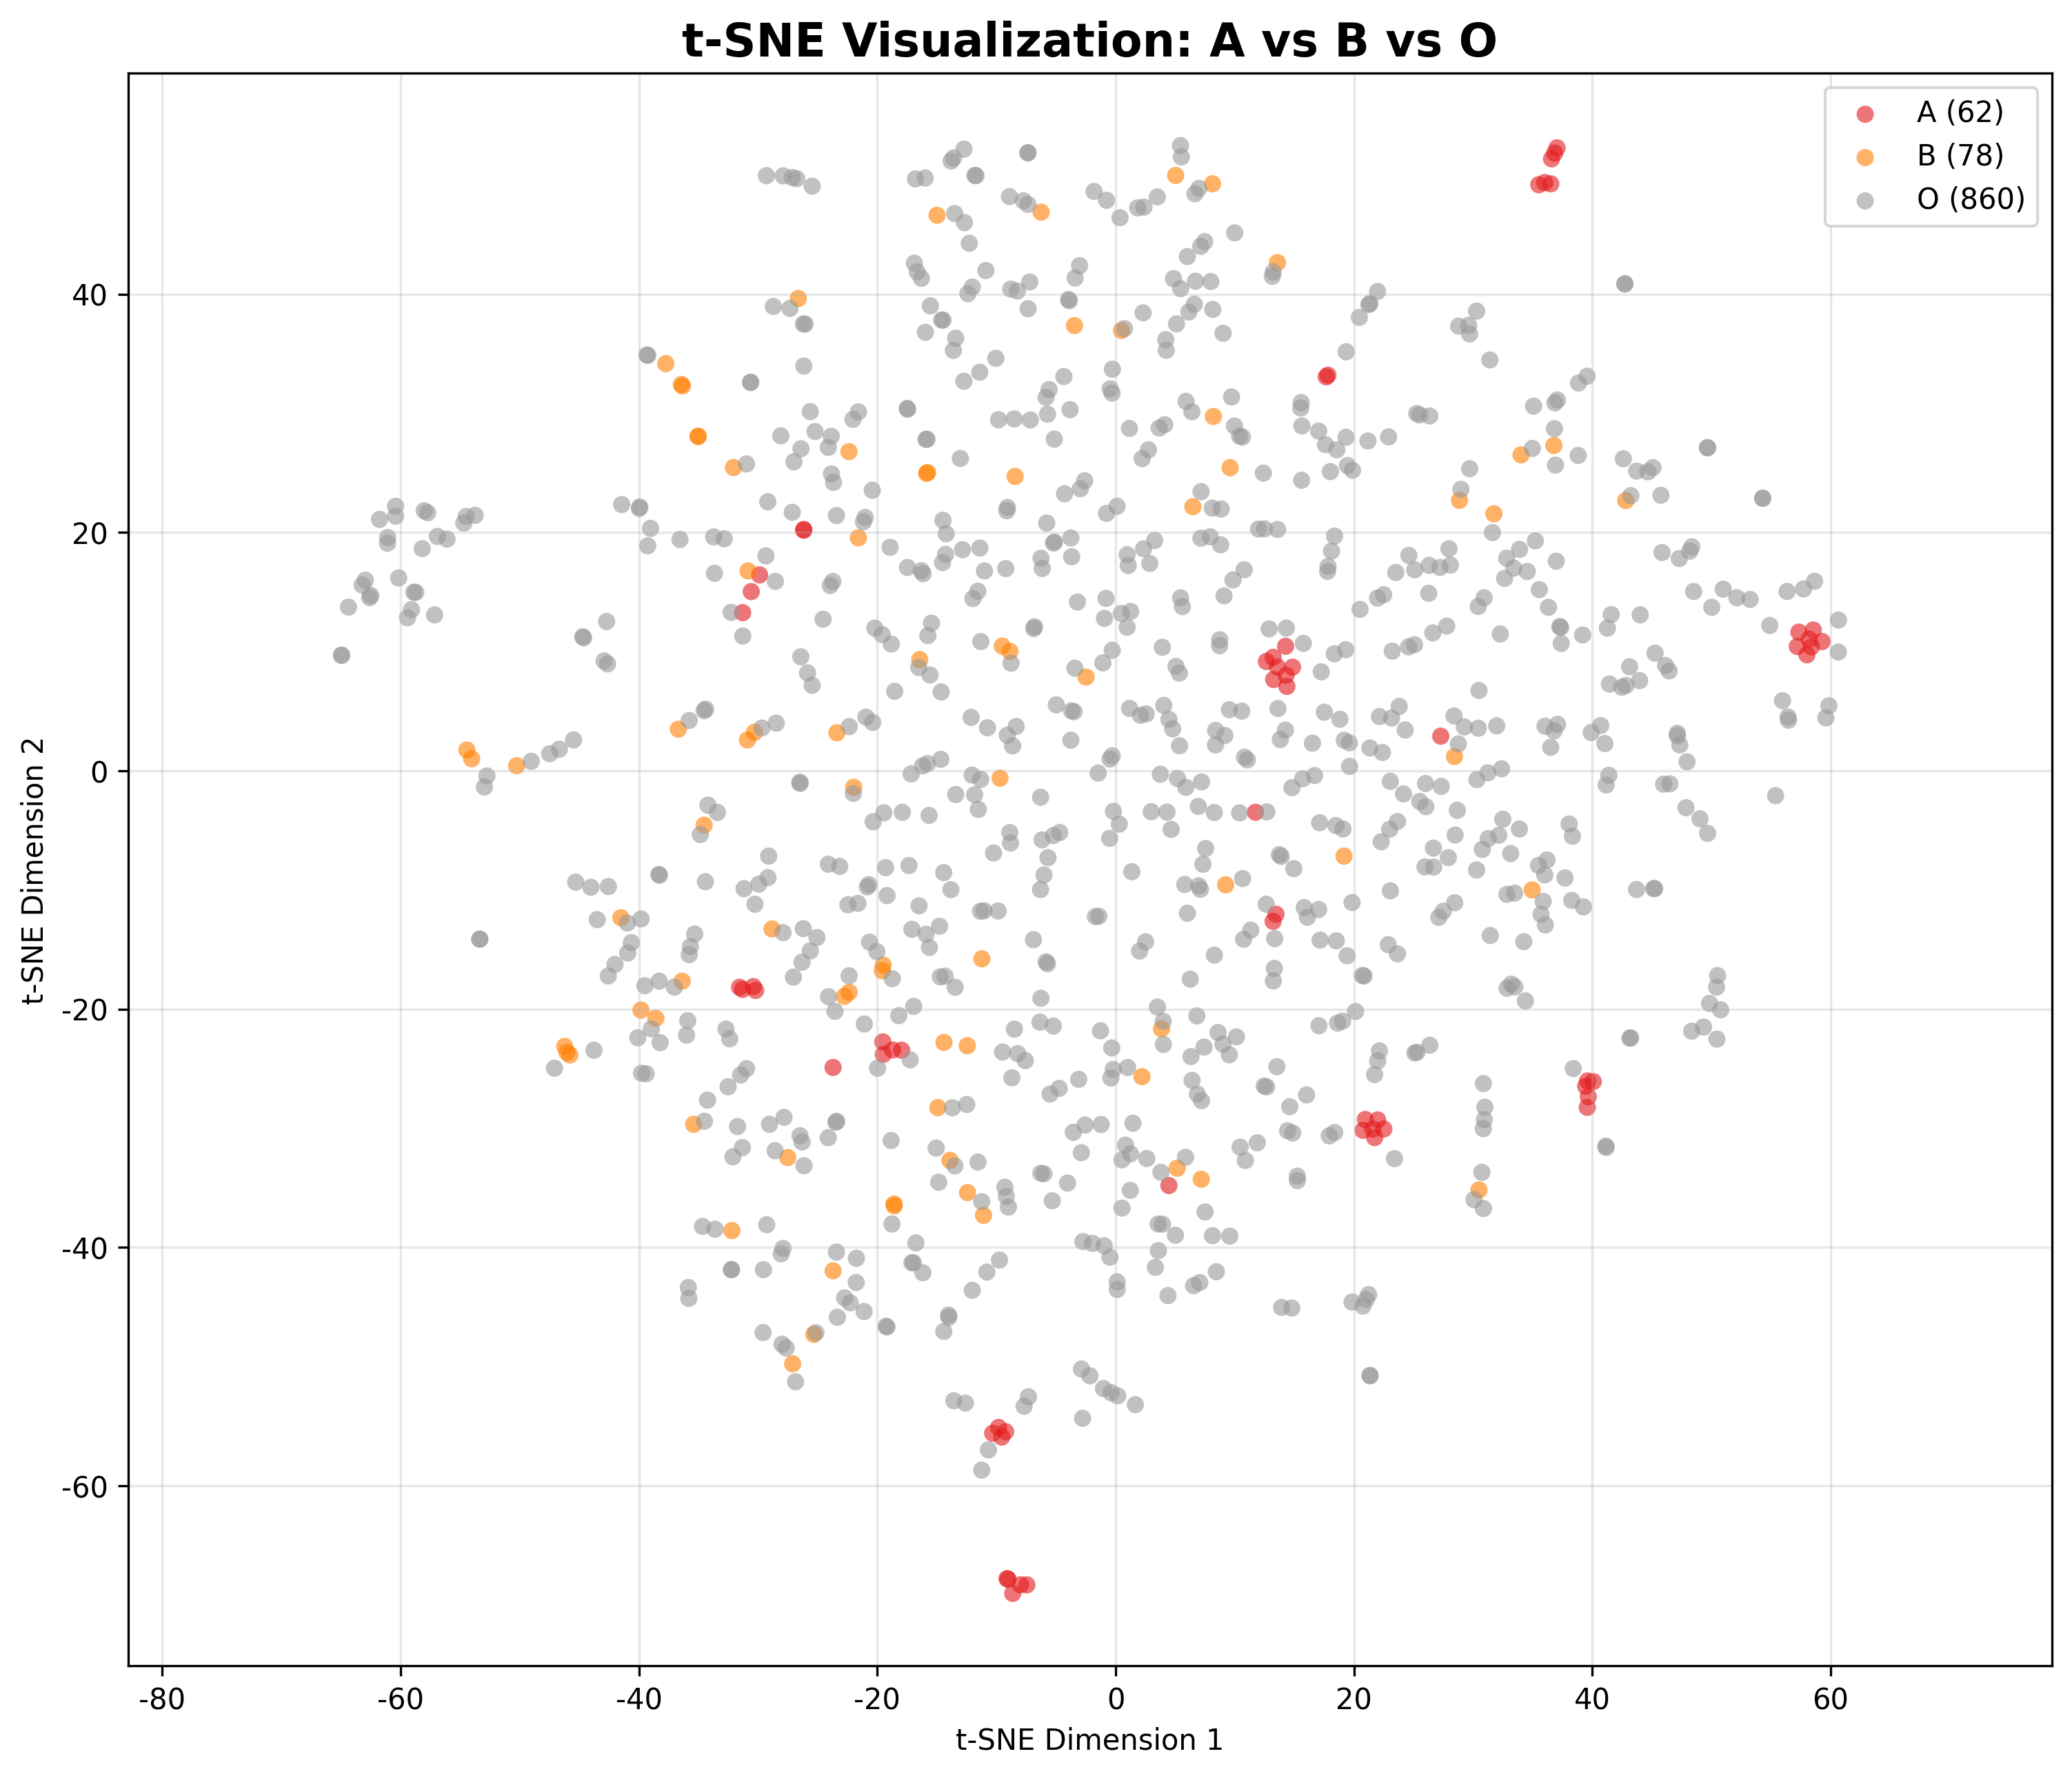 t-SNE Visualization: A vs B vs O
A (62)
B (78)
O (860)
40
20
0
-20
-40
-60
t-SNE Dimension 2
-80 -60 -40 -20 0 20 40 60
t-SNE Dimension 1